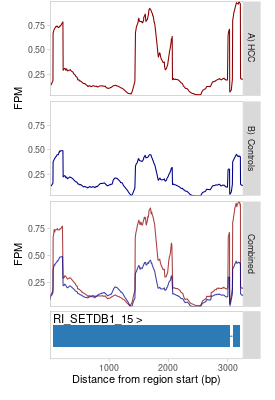 0.75
0.50
0.25
A) HCC
FPM
0.75
0.50
0.25
B) Controls
0.75
0.50
0.25
Combined
FPM
RI_SETDB1_15 >
1000 2000 3000
Distance from region start (bp)